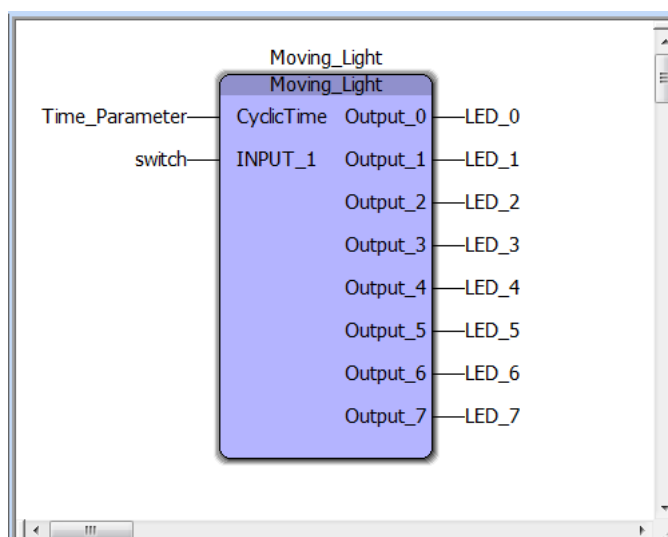 Moving_Light
Moving_Light
Time_Parameter CyclicTime Output_0 LED_0
switch INPUT_1 Output_1 LED_1
Output_2 LED_2
Output_3 LED_3
Output_4 LED_4
Output_5 LED_5
Output_6 LED_6
Output_7 LED_7